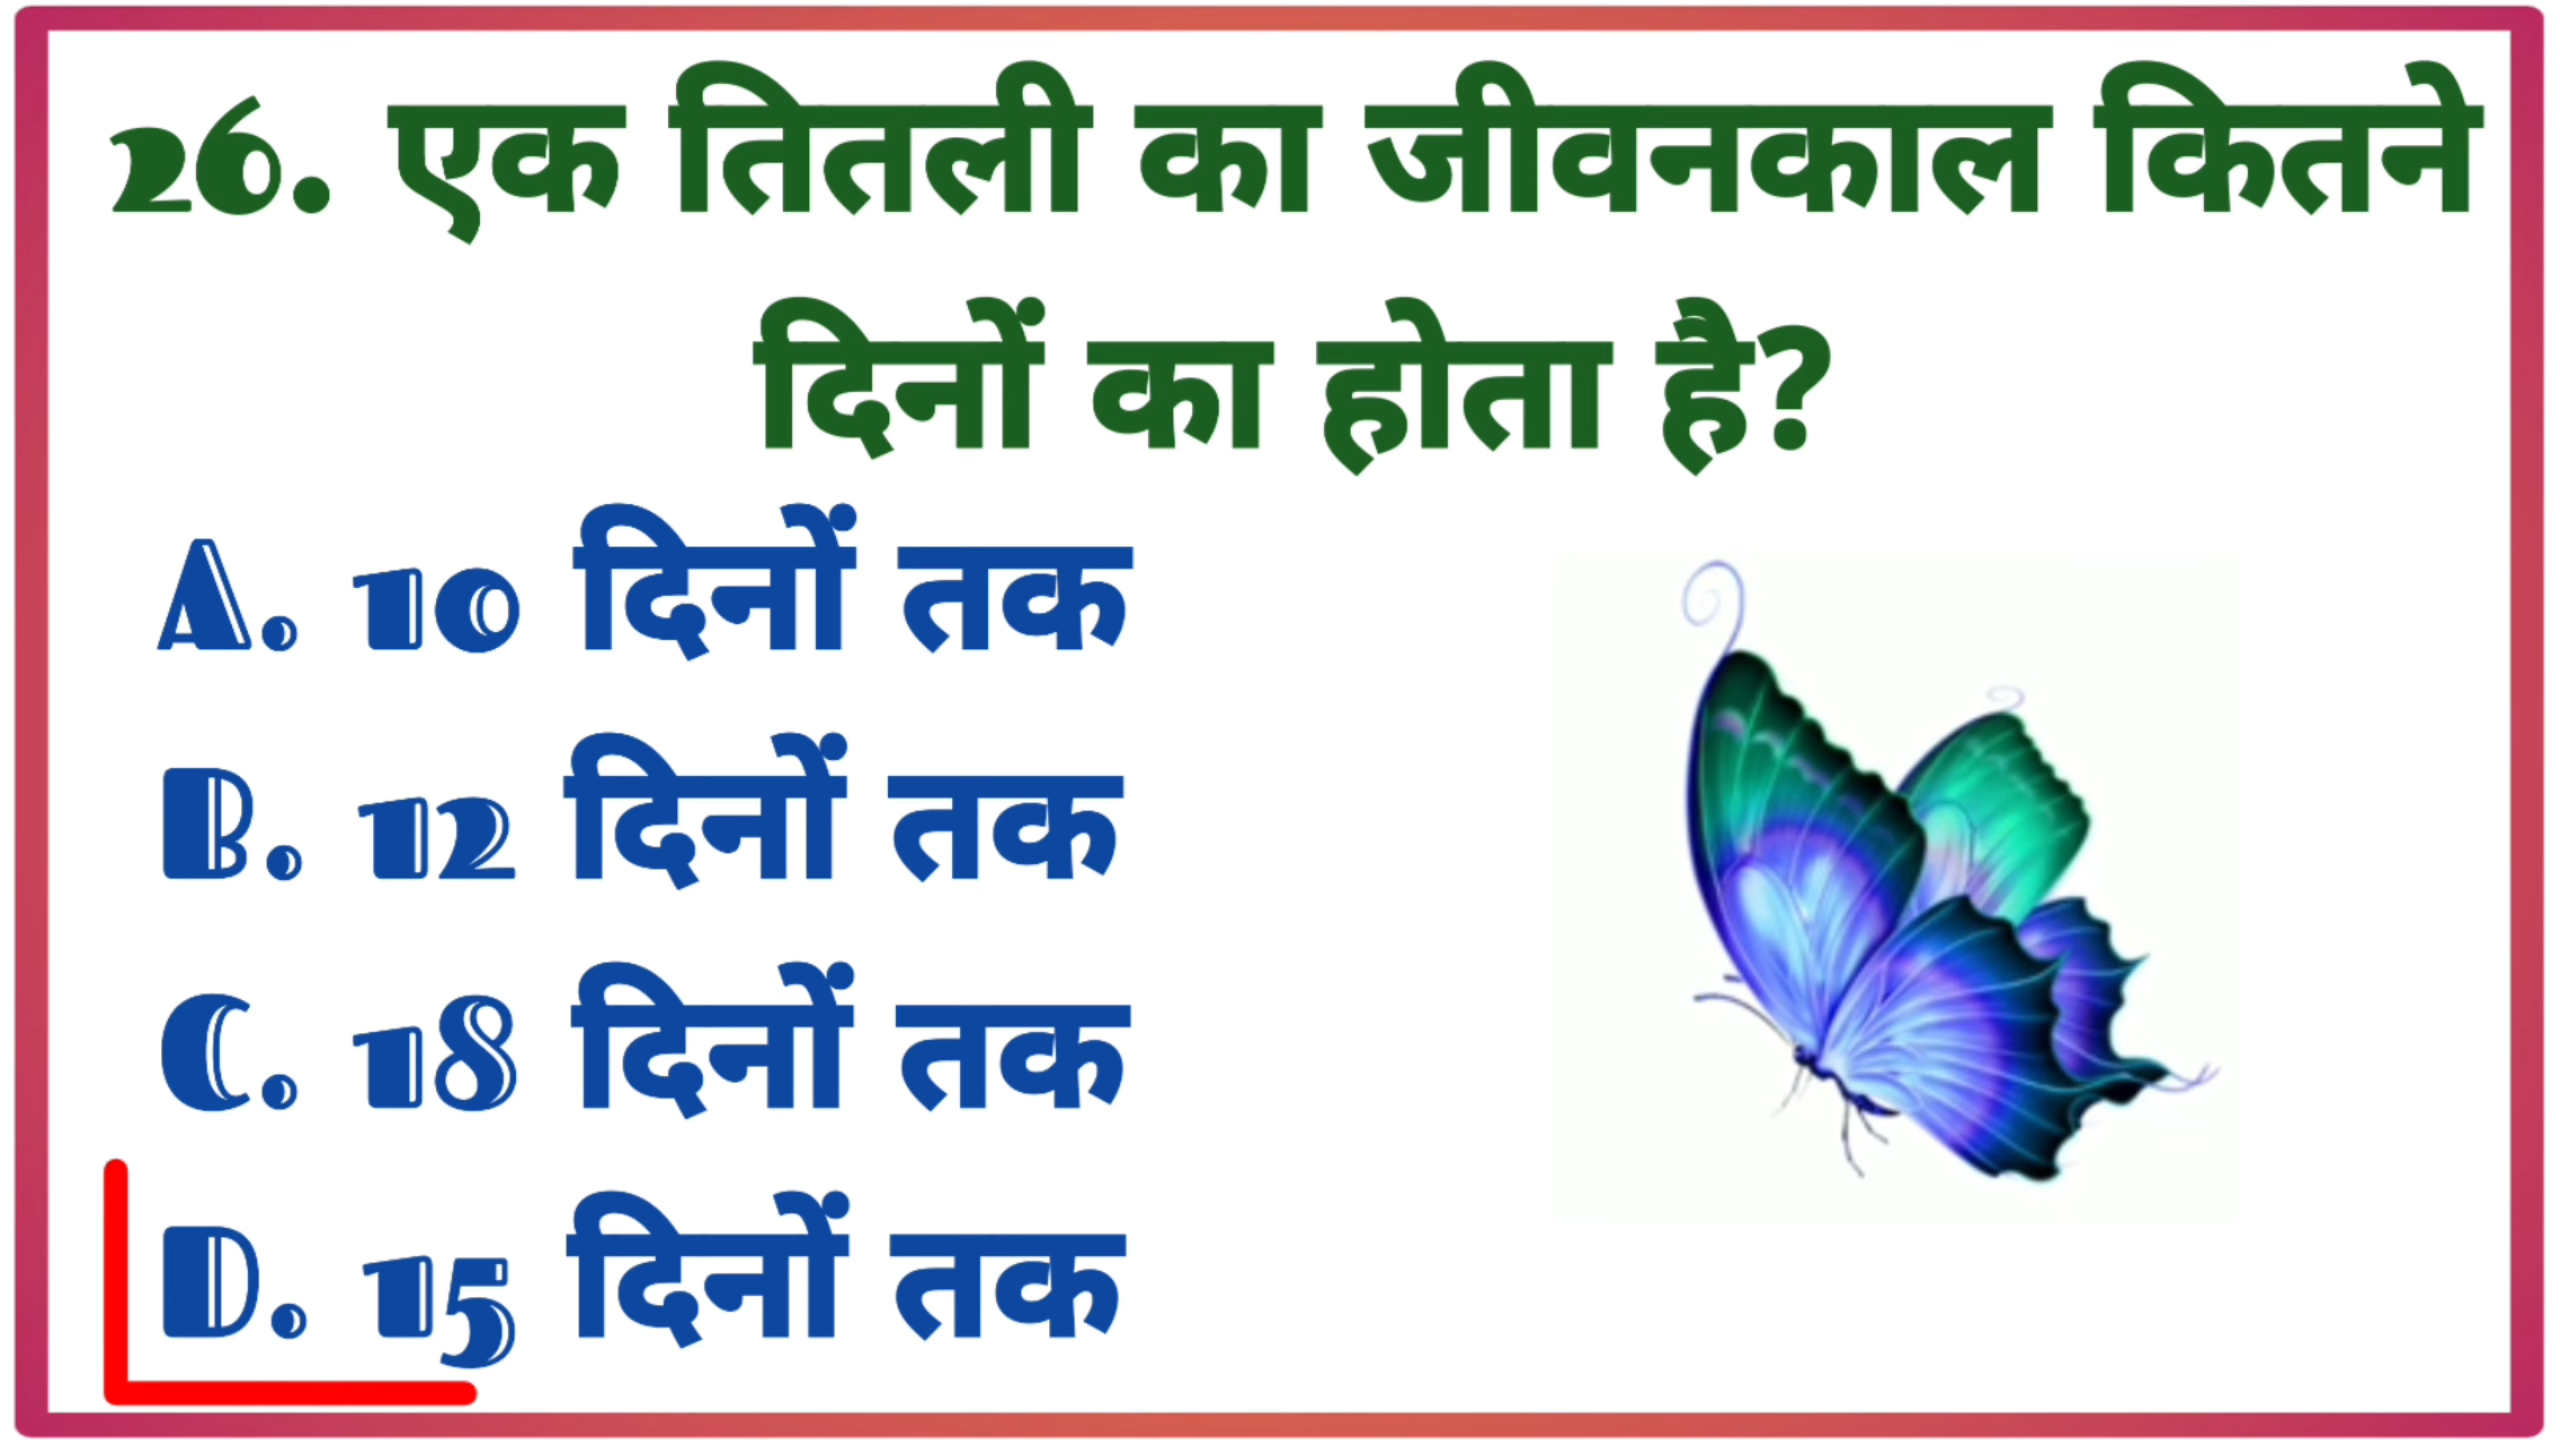 26. एक तितली का जीवनकाल कितने
दिनों का होता है?
A. 10 दिनों तक
B. 12 दिनों तक
C. 18 दिनों तक
D. 15 दिनों तक